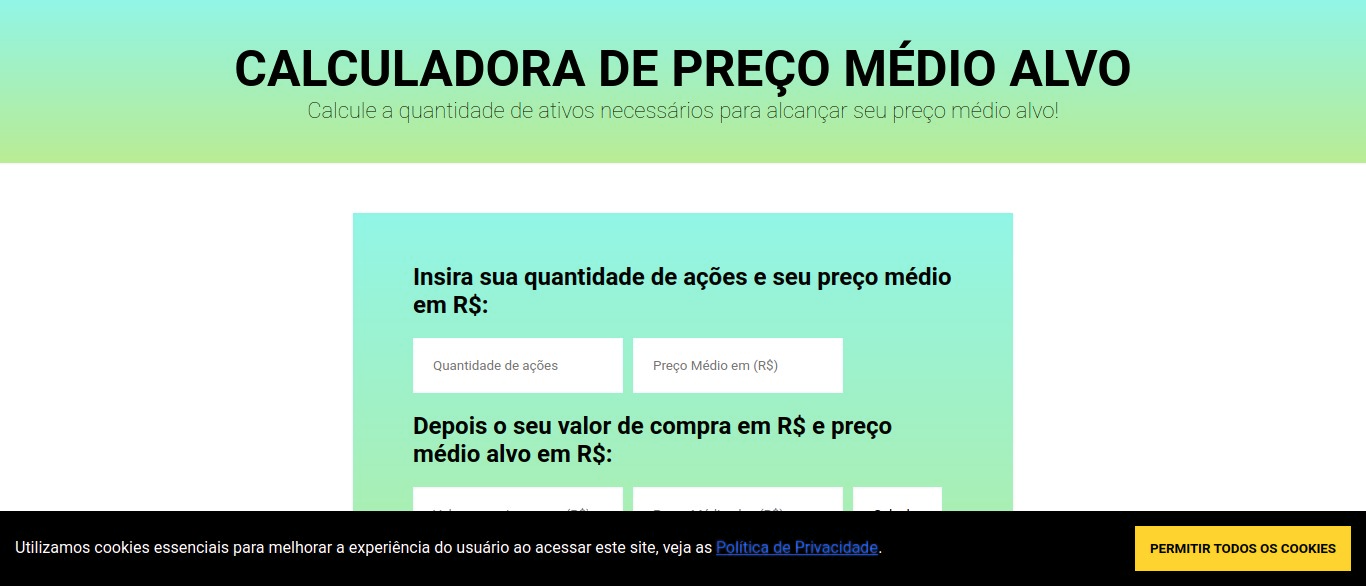 CALCULADORA DE PREÇO MÉDIO ALVO
Calcule a quantidade de ativos necessários para alcançar seu preço médio alvo!
Insira sua quantidade de ações e seu preço médio
em R$:
Quantidade de ações
Preço Médio em (R$)
Depois o seu valor de compra em R$ e preço
médio alvo em R$:
Utilizamos cookies essenciais para melhorar a experiência do usuário ao acessar este site, veja as Política de Privacidade.
PERMITIR TODOS OS COOKIES